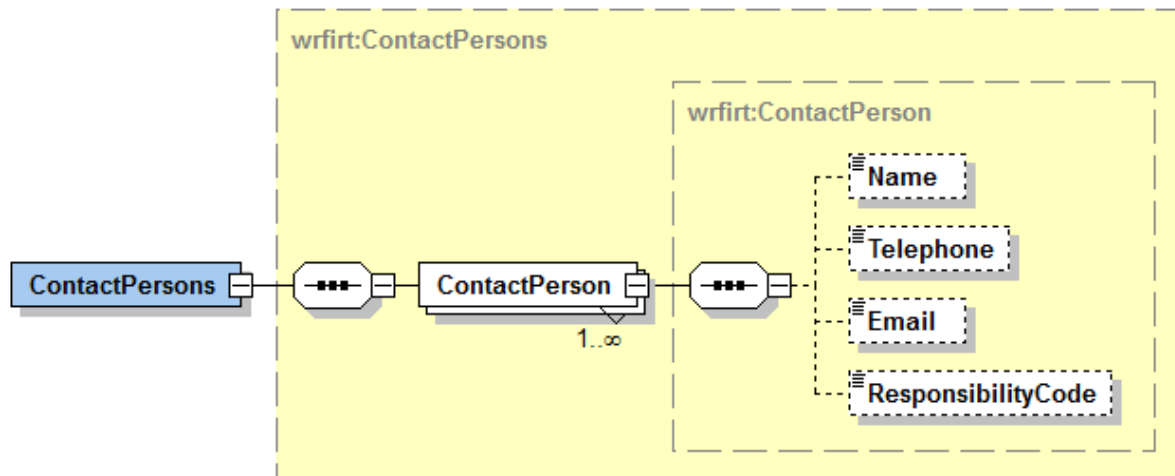 wrfirt:ContactPersons
wrfirt:ContactPerson
Name
Telephone
ContactPersons
ContactPerson
1..∞
Email
ResponsibilityCode